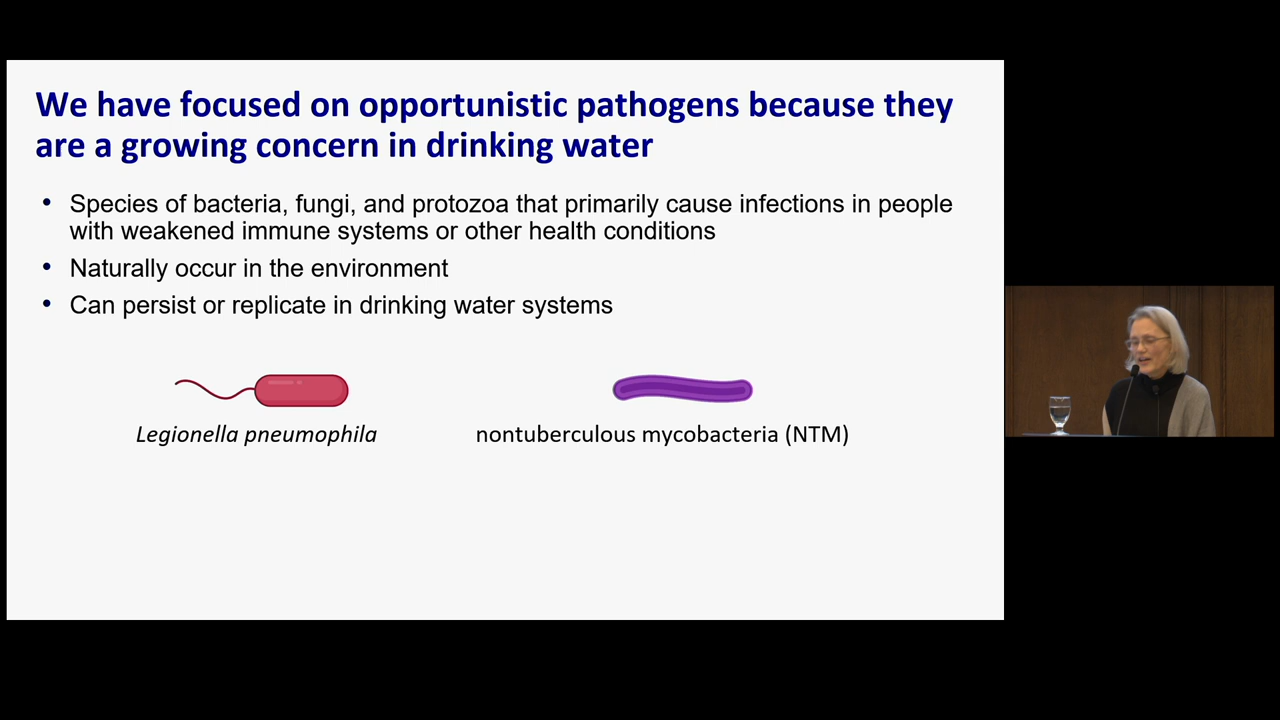 We have focused on opportunistic pathogens because they
are a growing concern in drinking water
• Species of bacteria, fungi, and protozoa that primarily cause infections in people
with weakened immune systems or other health conditions
• Naturally occur in the environment
• Can persist or replicate in drinking water systems
Legionella pneumophila
nontuberculous mycobacteria (NTM)